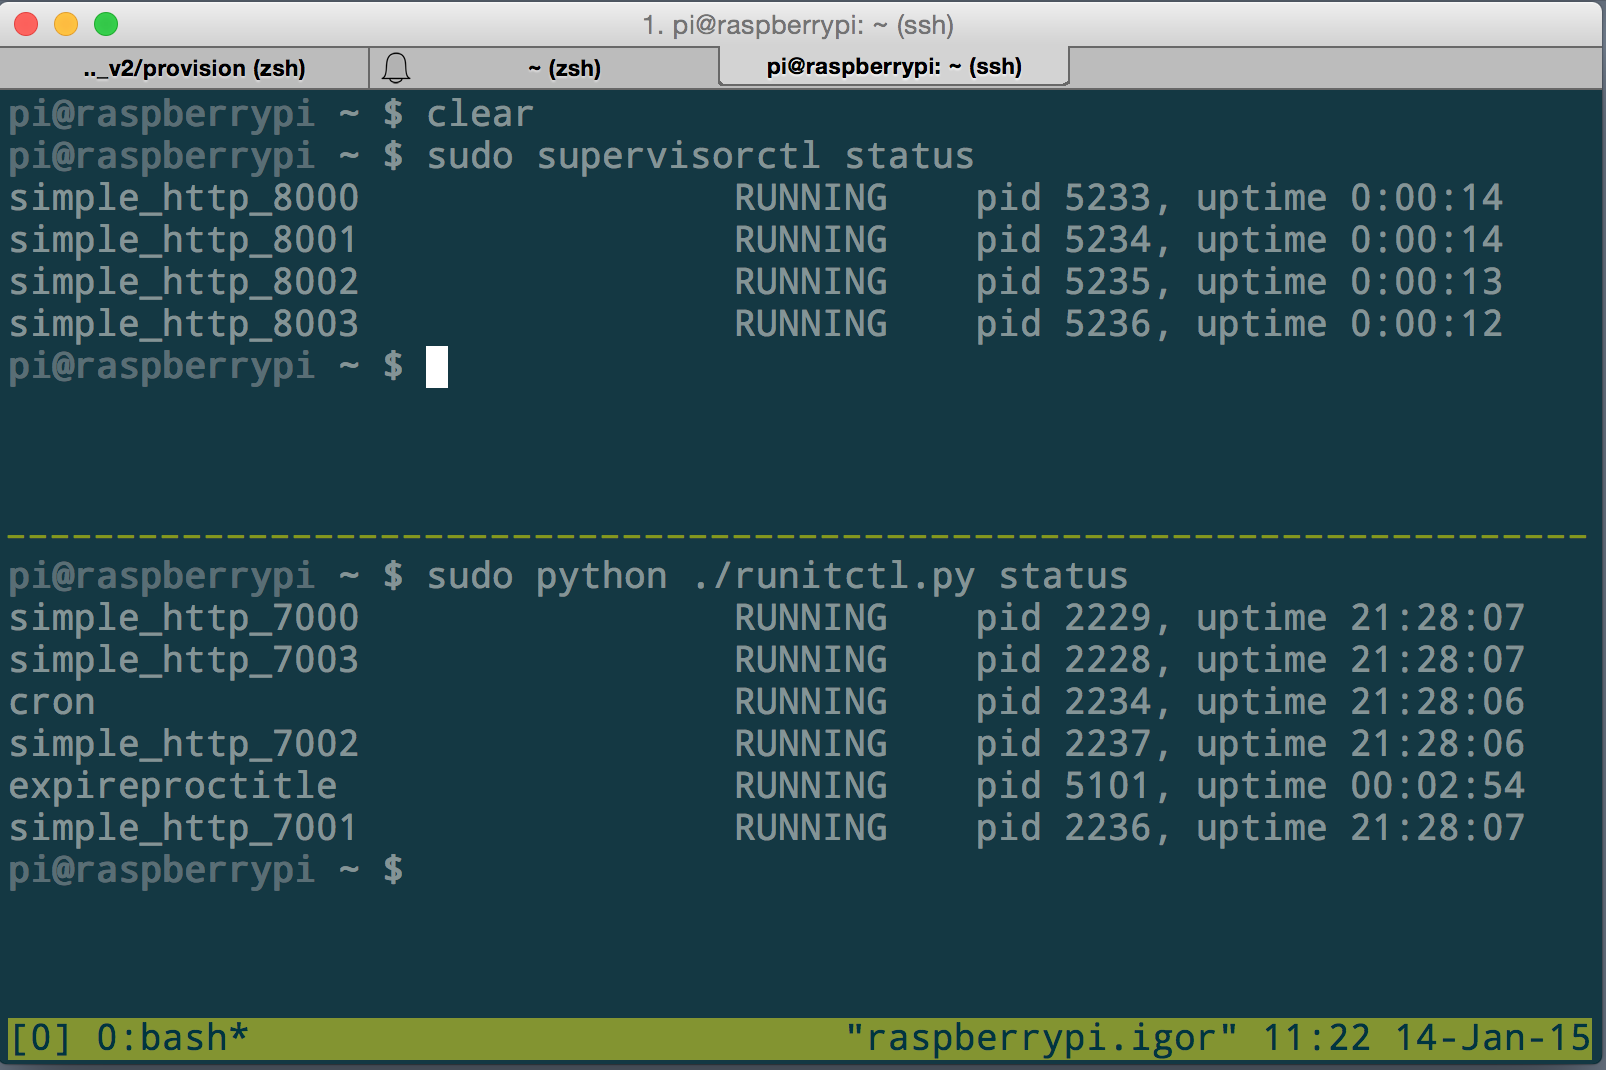 1. pi@raspberrypi: ~ (ssh)
.._v2/provision (zsh) ~ (zsh) pi@raspberrypi: ~ (ssh)
pi@raspberrypi ~ $ clear
pi@raspberrypi ~ $ sudo supervisorctl status
simple_http_8000 RUNNING pid 5233, uptime 0:00:14
simple_http_8001 RUNNING pid 5234, uptime 0:00:14
simple_http_8002 RUNNING pid 5235, uptime 0:00:13
simple_http_8003 RUNNING pid 5236, uptime 0:00:12
pi@raspberrypi ~ $
pi@raspberrypi ~ $ sudo python ./runitctl.py status
simple_http_7000 RUNNING pid 2229, uptime 21:28:07
simple_http_7003 RUNNING pid 2228, uptime 21:28:07
cron RUNNING pid 2234, uptime 21:28:06
simple_http_7002 RUNNING pid 2237, uptime 21:28:06
expireproctitle RUNNING pid 5101, uptime 00:02:54
simple_http_7001 RUNNING pid 2236, uptime 21:28:07
pi@raspberrypi ~ $
[0] 0:bash* "raspberrypi.igor" 11:22 14-Jan-15